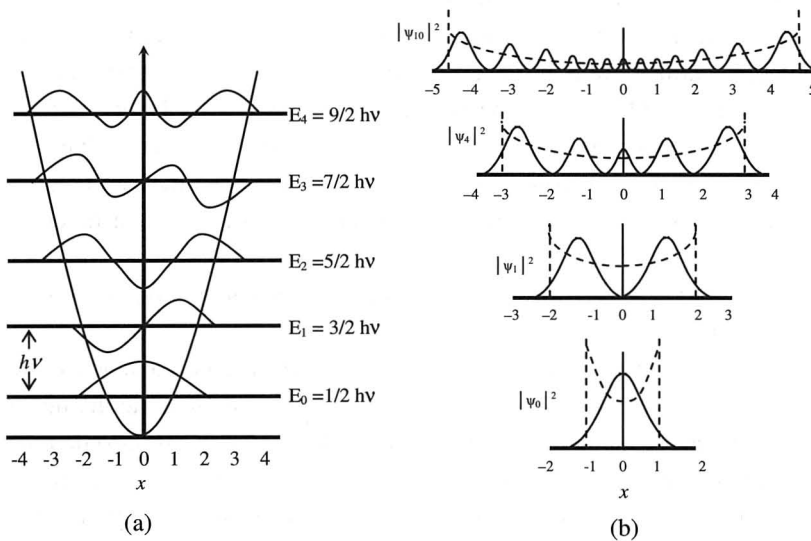 E₄ = 9/2 hν
E₃ =7/2 hν
E₂ =5/2 hν
E₁ = 3/2 hν
hν
E₀ =1/2 hν
-4 -3 -2 -1 0 1 2 3 4
x
(a)
(b)
|ψ₁₀|²
-5 -4 -3 -2 -1 0 1 2 3 4 5
|ψ₄|²
-4 -3 -2 -1 0 1 2 3 4
|ψ₁|²
-3 -2 -1 0 1 2 3
|ψ₀|²
-2 -1 0 1 2
x